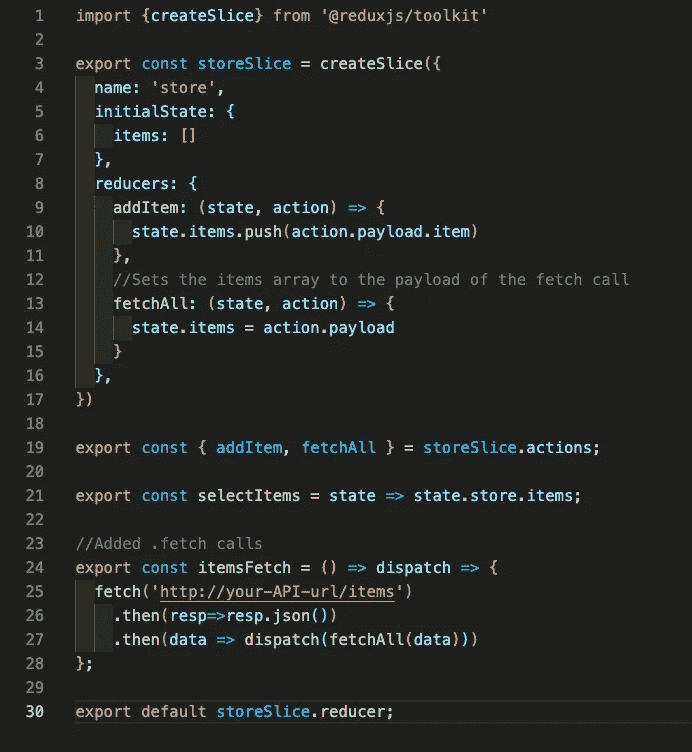 1 import {createSlice} from '@reduxjs/toolkit'
2
3 export const storeSlice = createSlice({
4   name: 'store',
5   initialState: {
6     items: []
7   },
8   reducers: {
9     addItem: (state, action) => {
10       state.items.push(action.payload.item)
11     },
12     //Sets the items array to the payload of the fetch call
13     fetchAll: (state, action) => {
14       state.items = action.payload
15     }
16   },
17 })
18
19 export const { addItem, fetchAll } = storeSlice.actions;
20
21 export const selectItems = state => state.store.items;
22
23 //Added .fetch calls
24 export const itemsFetch = () => dispatch => {
25   fetch('http://your-API-url/items')
26     .then(resp=>resp.json())
27     .then(data => dispatch(fetchAll(data)))
28 };
29
30 export default storeSlice.reducer;